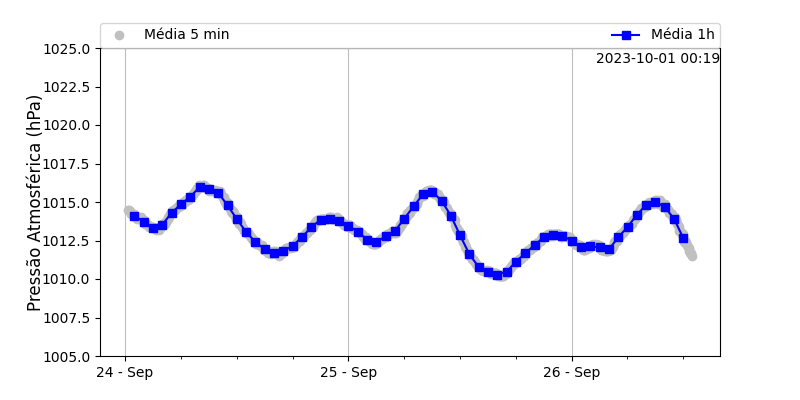 Média 5 min
Média 1h
2023-10-01 00:19
Pressão Atmosférica (hPa)
1025.0
1022.5
1020.0
1017.5
1015.0
1012.5
1010.0
1007.5
1005.0
24 - Sep
25 - Sep
26 - Sep